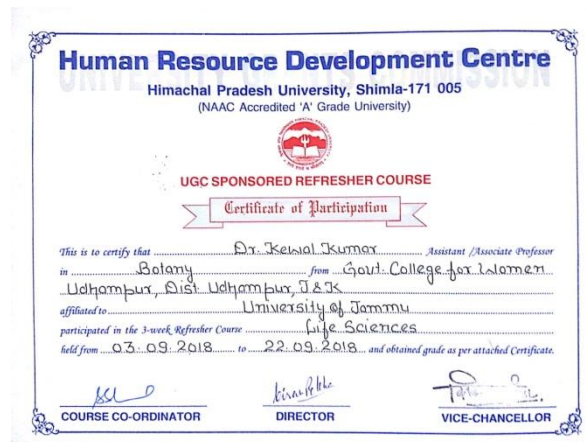 Human Resource Development Centre
Himachal Pradesh University, Shimla-171 005
(NAAC Accredited 'A' Grade University)
UGC SPONSORED REFRESHER COURSE
Certificate of Participation
This is to certify that Dr. Kewal Kumar Assistant /Associate Professor
in Botany from Govt. College for Women
Udhampur, Dist. Udhampur, J&K
affiliated to University of Jammu
participated in the 3-week Refresher Course Life Sciences
held from 03.09.2018 to 22.09.2018 and obtained grade as per attached Certificate.
COURSE CO-ORDINATOR DIRECTOR VICE-CHANCELLOR